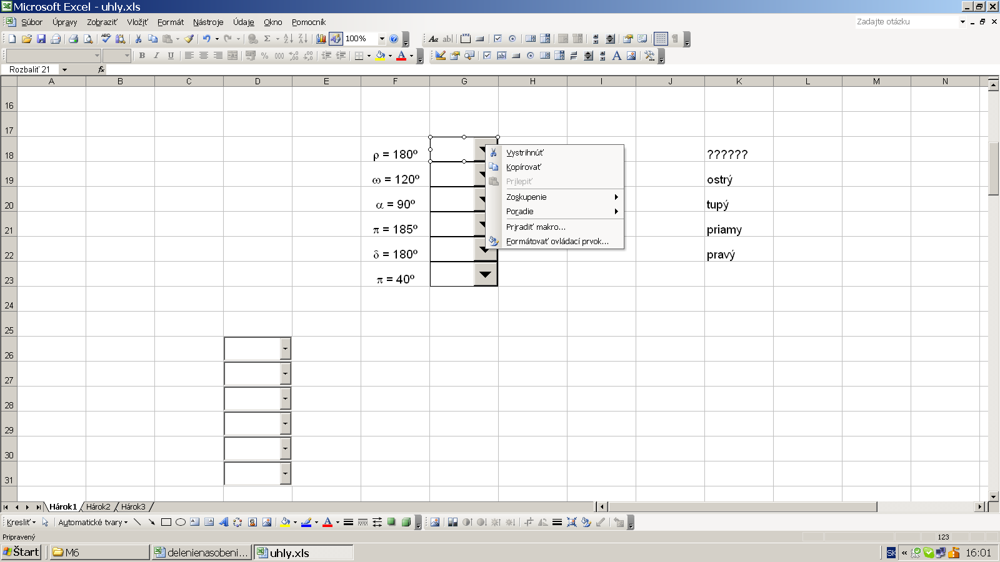 Microsoft Excel - uhly.xls
Súbor Úpravy Zobraziť Vložiť Formát Nástroje Údaje Okno Pomocník Zadajte otázku
100%
Rozbaliť 21
A B C D E F G H I J K L M N
16
17
18 ρ = 180º ??????
19 ω = 120º ostrý
20 α = 90º tupý
21 π = 185º priamy
22 δ = 180º pravý
23 π = 40º
Vystrihnúť
Kopírovať
Prilepiť
Zoskupenie
Poradie
Priradiť makro...
Formátovať ovládací prvok...
24
25
26
27
28
29
30
31
Hárok1 Hárok2 Hárok3
Kresliť Automatické tvary
Pripravený 123
Štart M6 delenienasobeni... uhly.xls SK « 16:01